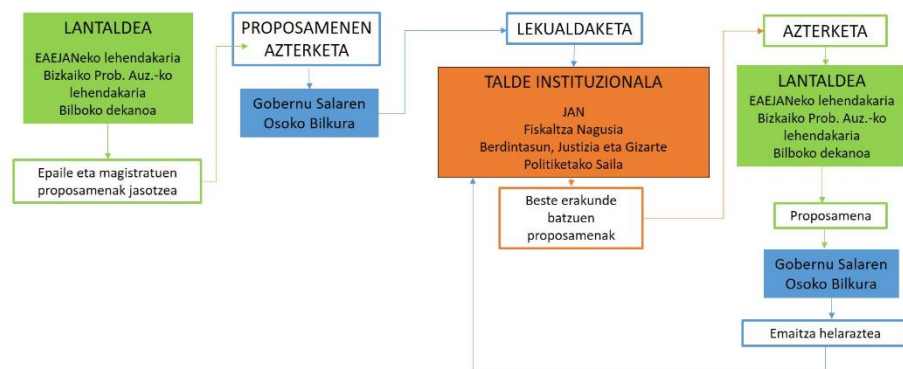 LANTALDEA
EAEJANeko lehendakaria
Bizkaiko Prob. Auz.-ko
lehendakaria
Bilboko dekanoa
Epaile eta magistratuen
proposamenak jasotzea
PROPOSAMENEN
AZTERKETA
Gobernu Salaren
Osoko Bilkura
LEKUALDAKETA
TALDE INSTITUZIONALA
JAN
Fiskaltza Nagusia
Berdintasun, Justizia eta Gizarte
Politiketako Saila
Beste erakunde
batzuen
proposamenak
AZTERKETA
LANTALDEA
EAEJANeko lehendakaria
Bizkaiko Prob. Auz.-ko
lehendakaria
Bilboko dekanoa
Proposamena
Gobernu Salaren
Osoko Bilkura
Emaitza helaraztea